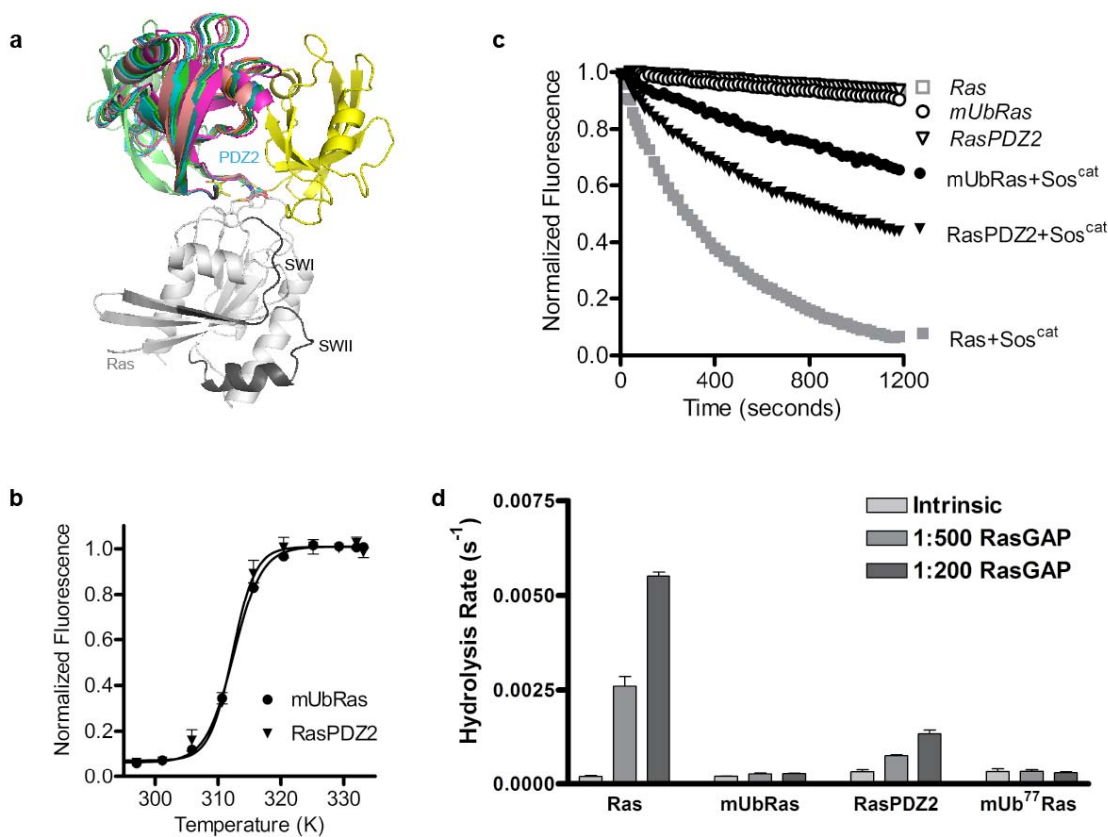 a
PDZ2
SWI
SWII
Ras
c
Normalized Fluorescence
1.0
0.8
0.6
0.4
0.2
0.0
0
400
800
1200
Time (seconds)
Ras
mUbRas
RasPDZ2
mUbRas+Sos^cat
RasPDZ2+Sos^cat
Ras+Sos^cat
b
Normalized Fluorescence
1.0
0.8
0.6
0.4
0.2
0.0
300
310
320
330
Temperature (K)
mUbRas
RasPDZ2
d
Hydrolysis Rate (s^-1)
0.0075
0.0050
0.0025
0.0000
Intrinsic
1:500 RasGAP
1:200 RasGAP
Ras
mUbRas
RasPDZ2
mUb^77Ras